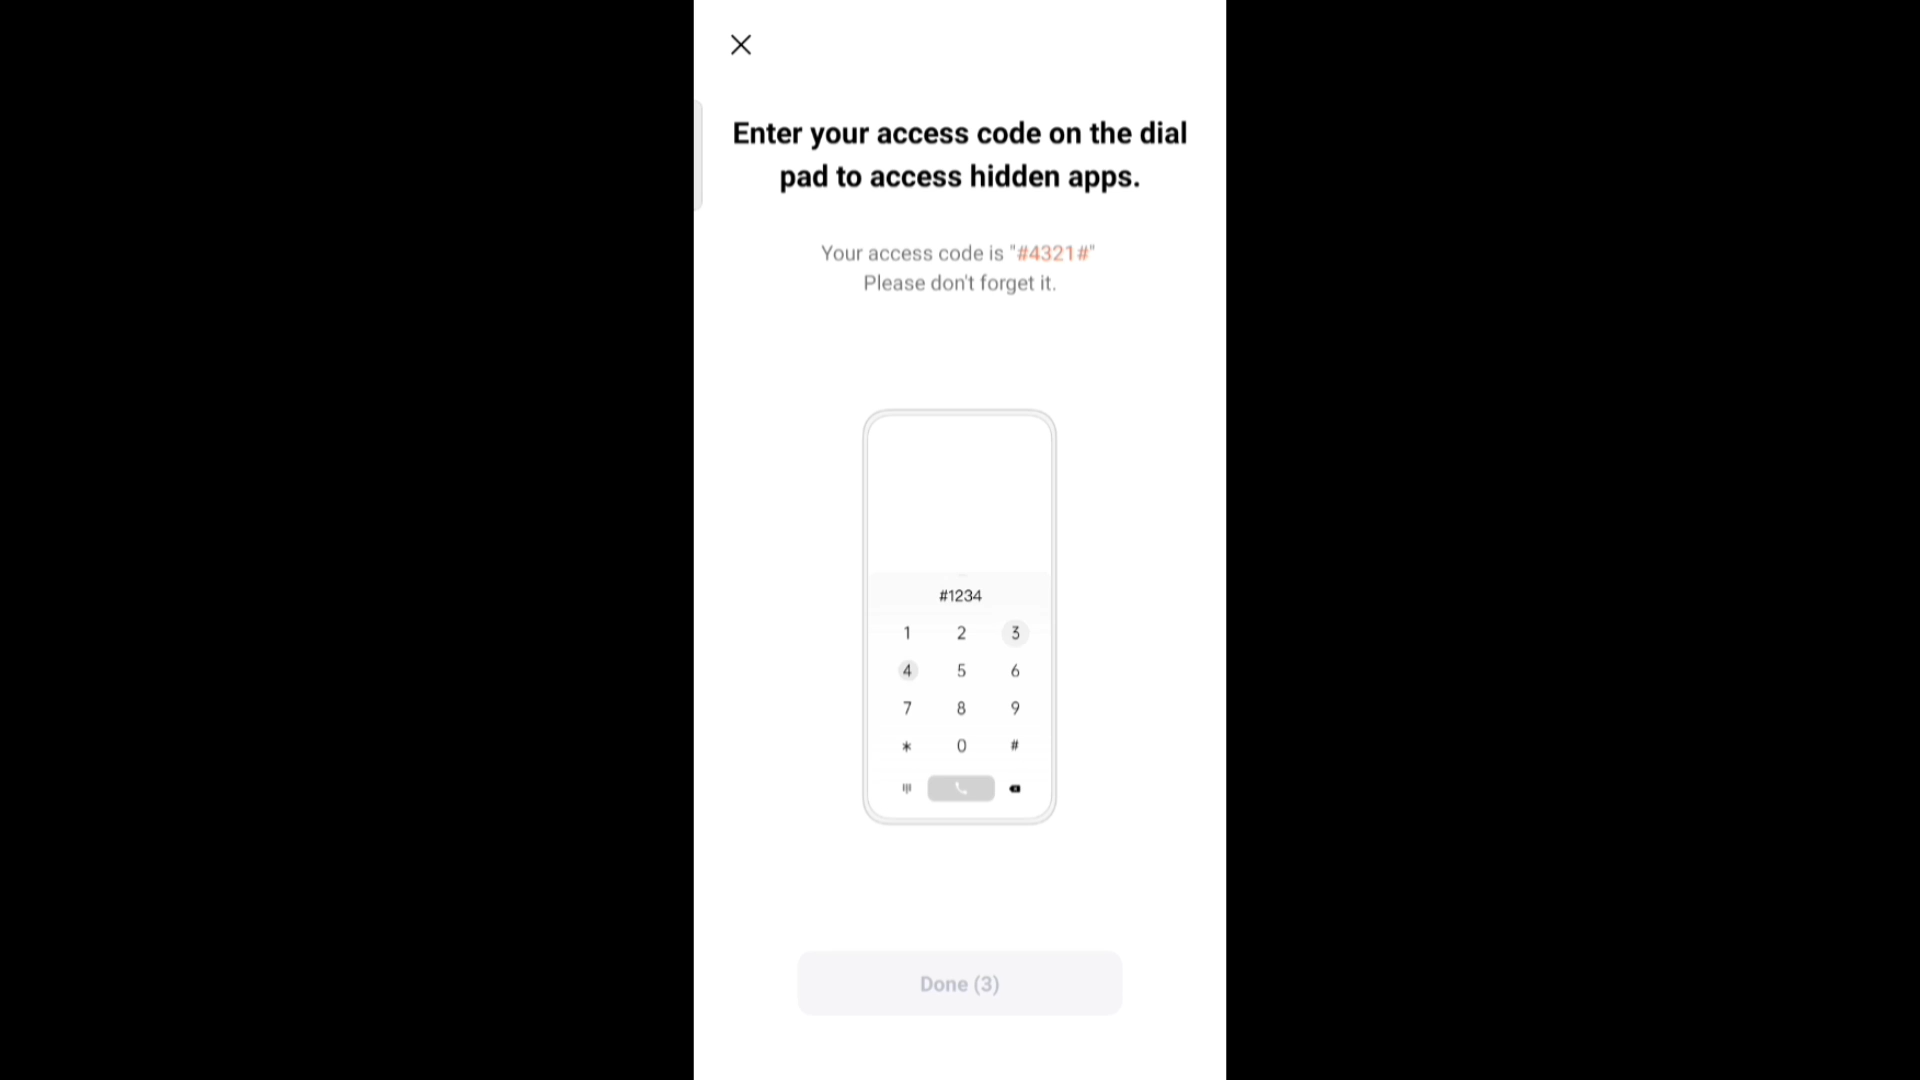 Enter your access code on the dial
pad to access hidden apps.
Your access code is "#4321#"
Please don't forget it.
#1234
1 2 3
4 5 6
7 8 9
* 0 #
Done (3)